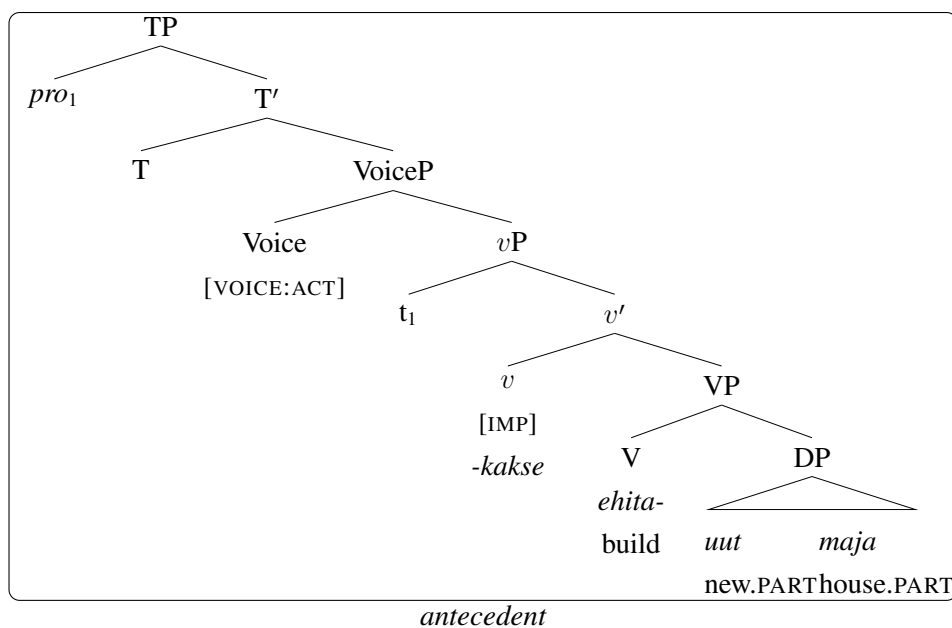 TP
pro₁ T′
T VoiceP
Voice vP
[VOICE:ACT] t₁ v′
v VP
[IMP] V DP
-kakse ehita- uut maja
build new.PART house.PART
antecedent